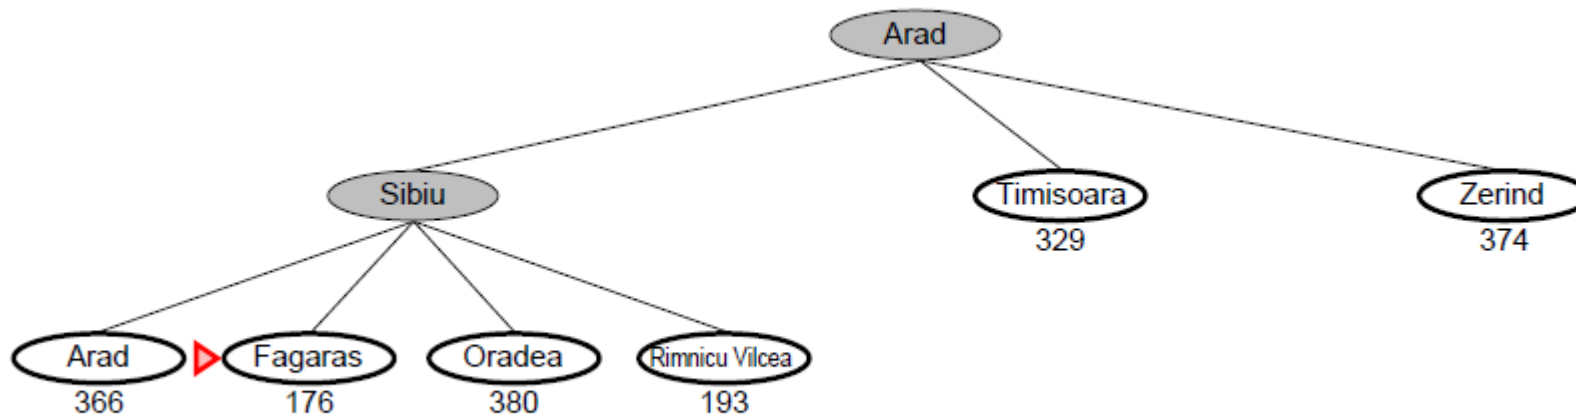 Arad
Sibiu
Timisoara
Zerind
329
374
Arad
Fagaras
Oradea
Rimnicu Vilcea
366
176
380
193